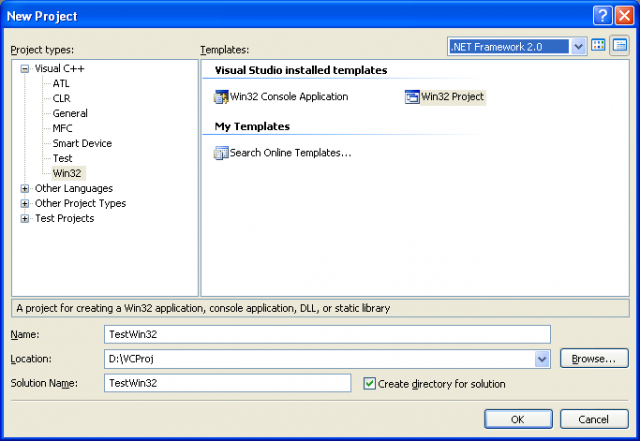 New Project
Project types:
Templates:
.NET Framework 2.0
Visual C++
ATL
CLR
General
MFC
Smart Device
Test
Win32
Other Languages
Other Project Types
Test Projects
Visual Studio installed templates
Win32 Console Application
Win32 Project
My Templates
Search Online Templates...
A project for creating a Win32 application, console application, DLL, or static library
Name:
TestWin32
Location:
D:\VCProj
Browse...
Solution Name:
TestWin32
Create directory for solution
OK
Cancel